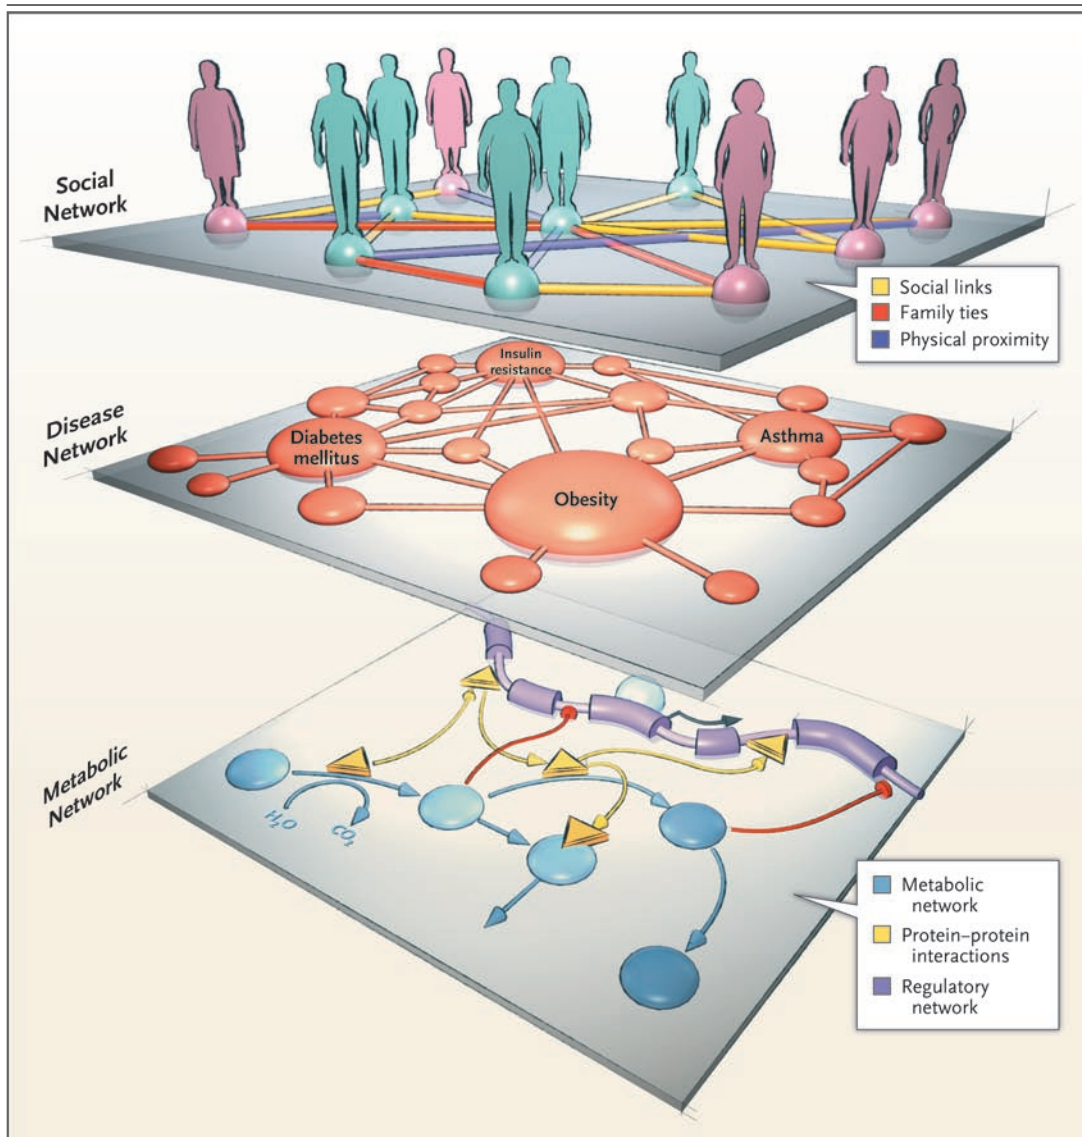 Social
Network
Social links
Family ties
Physical proximity
Disease
Network
Insulin
resistance
Diabetes
mellitus
Asthma
Obesity
Metabolic
Network
H₂O
CO₂
Metabolic
network
Protein–protein
interactions
Regulatory
network